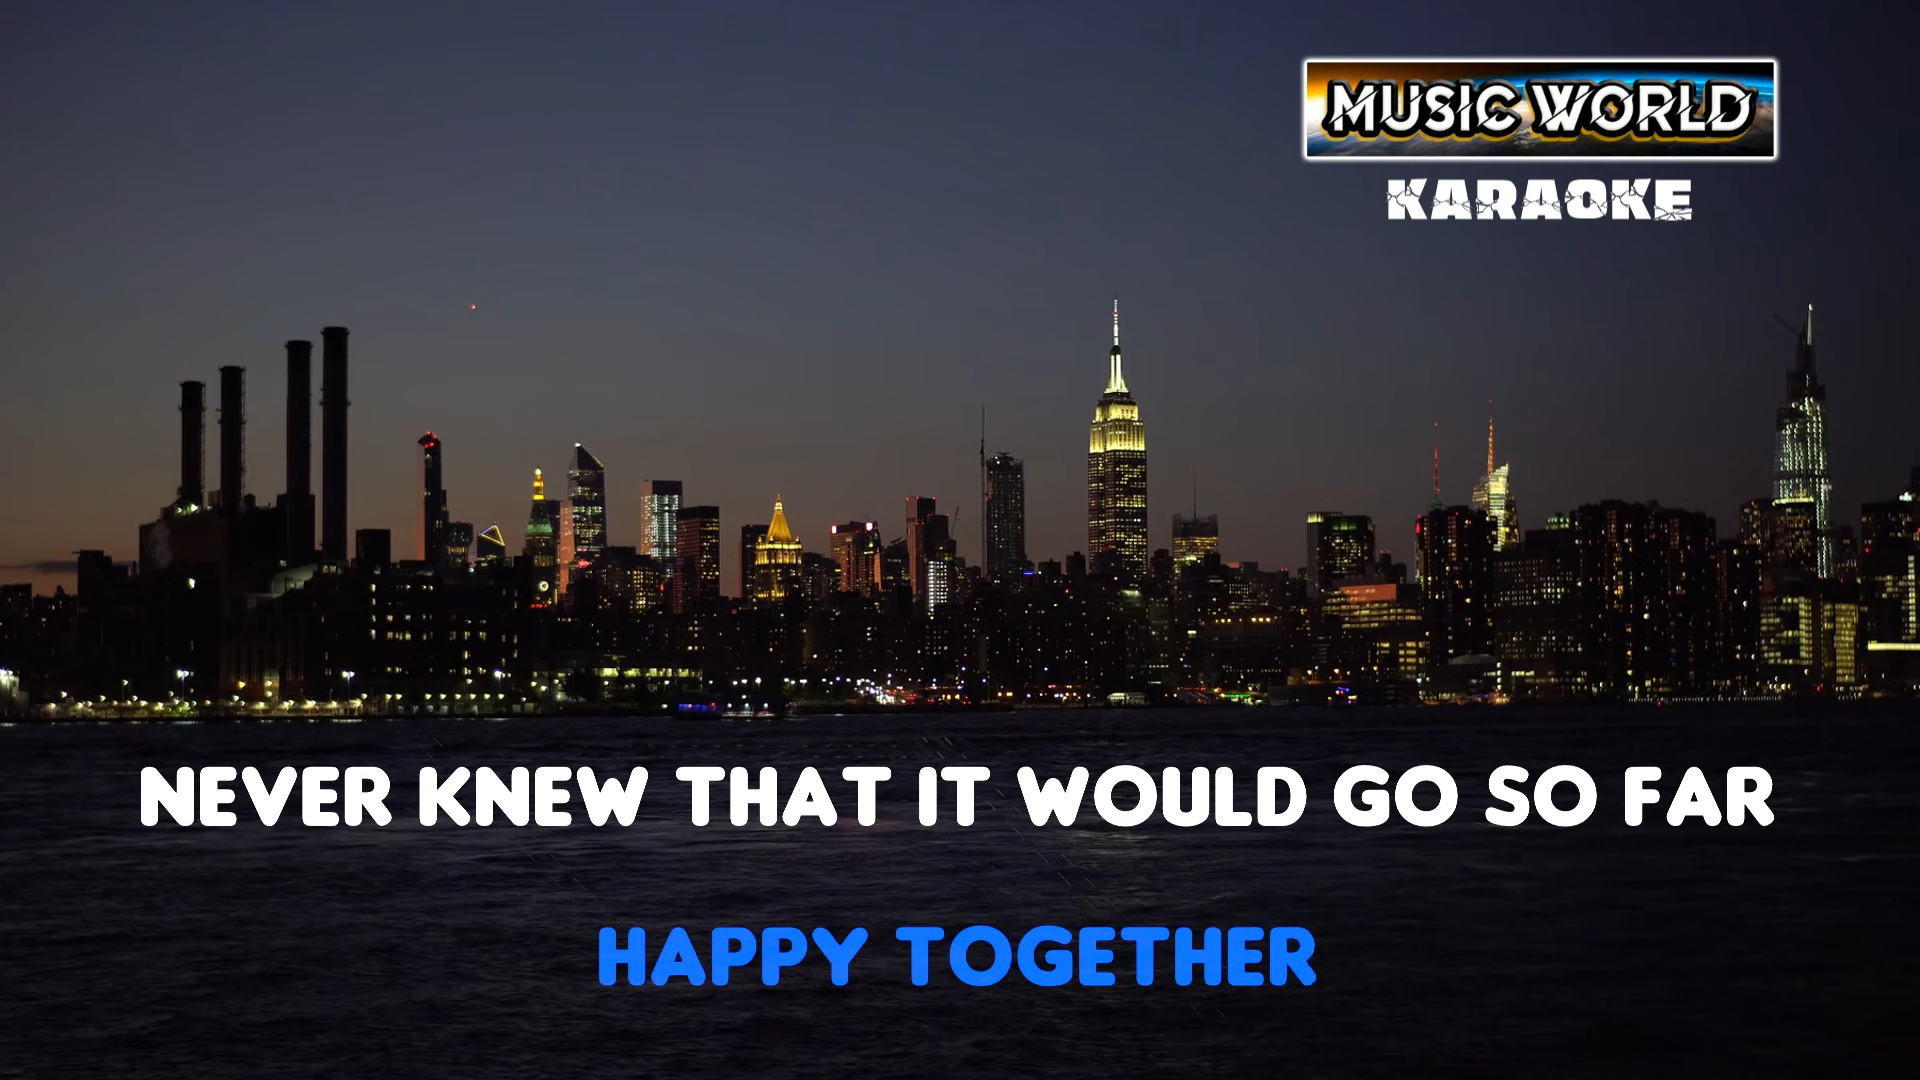 MUSIC WORLD
KARAOKE
NEVER KNEW THAT IT WOULD GO SO FAR
HAPPY TOGETHER